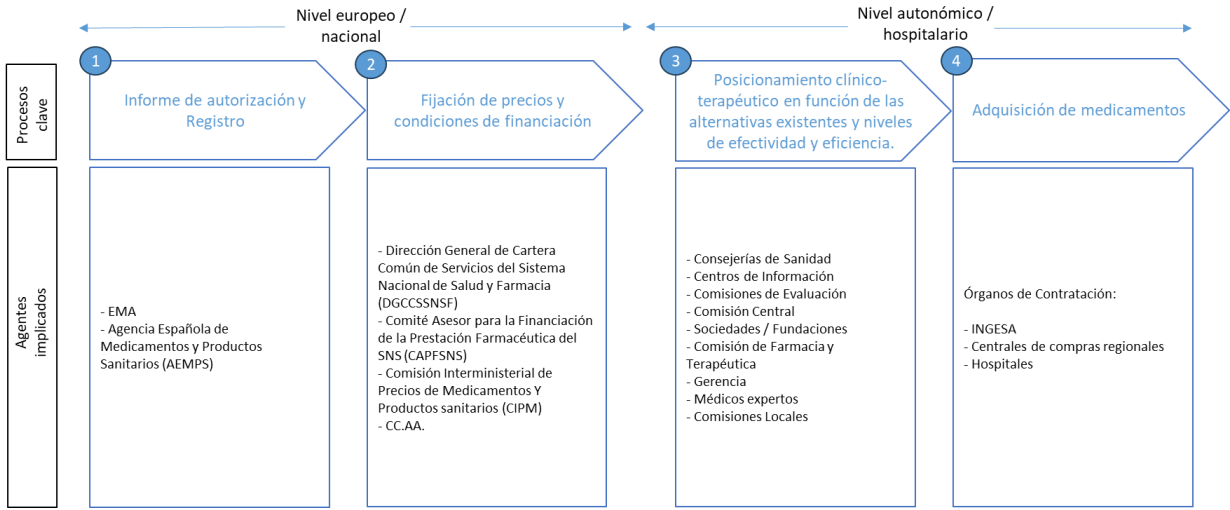 Nivel europeo /
nacional
Nivel autonómico /
hospitalario
Procesos
clave
1
Informe de autorización y
Registro
2
Fijación de precios y
condiciones de financiación
3
Posicionamiento clínico-
terapéutico en función de las
alternativas existentes y niveles
de efectividad y eficiencia.
4
Adquisición de medicamentos
Agentes
implicados
- EMA
- Agencia Española de
Medicamentos y Productos
Sanitarios (AEMPS)
- Dirección General de Cartera
Común de Servicios del Sistema
Nacional de Salud y Farmacia
(DGCCSSNSF)
- Comité Asesor para la Financiación
de la Prestación Farmacéutica del
SNS (CAPFSNS)
- Comisión Interministerial de
Precios de Medicamentos Y
Productos sanitarios (CIPM)
- CC.AA.
- Consejerías de Sanidad
- Centros de Información
- Comisiones de Evaluación
- Comisión Central
- Sociedades / Fundaciones
- Comisión de Farmacia y
Terapéutica
- Gerencia
- Médicos expertos
- Comisiones Locales
Órganos de Contratación:
- INGESA
- Centrales de compras regionales
- Hospitales